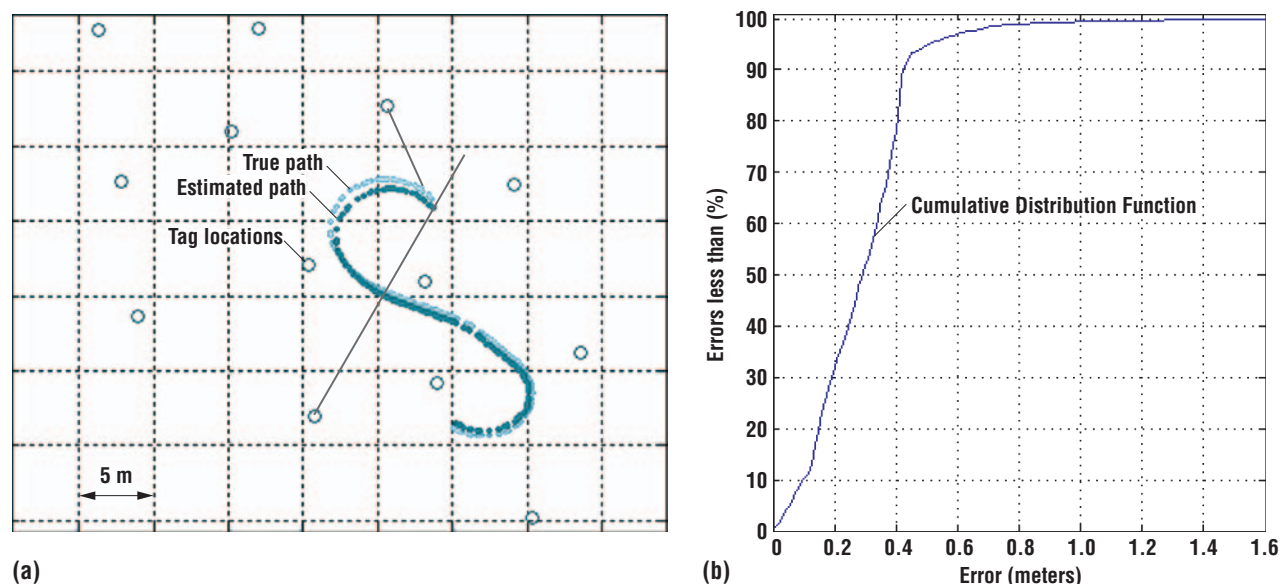 True path
Estimated path
Tag locations
5 m
(a)
100
90
80
70
60
50
40
30
20
10
0
Errors less than (%)
Cumulative Distribution Function
0 0.2 0.4 0.6 0.8 1.0 1.2 1.4 1.6
Error (meters)
(b)